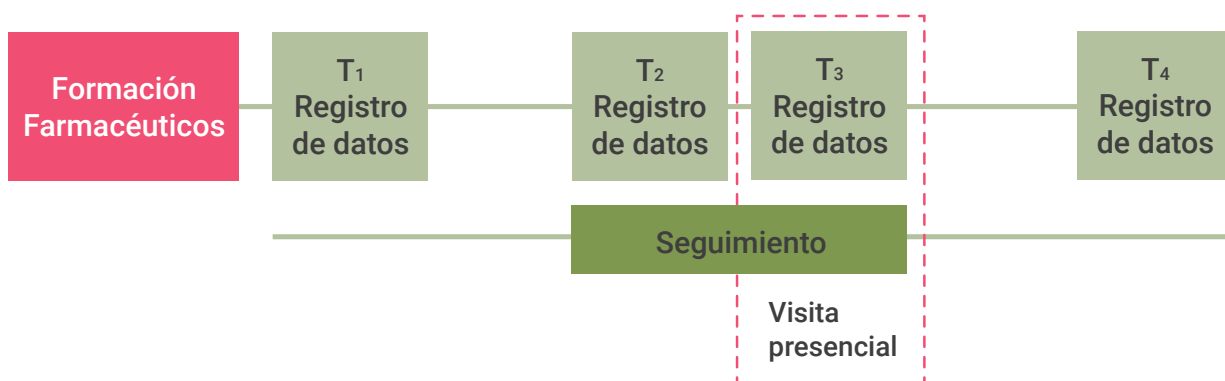 Formación
Farmacéuticos
T₁
Registro
de datos
T₂
Registro
de datos
T₃
Registro
de datos
T₄
Registro
de datos
Seguimiento
Visita
presencial